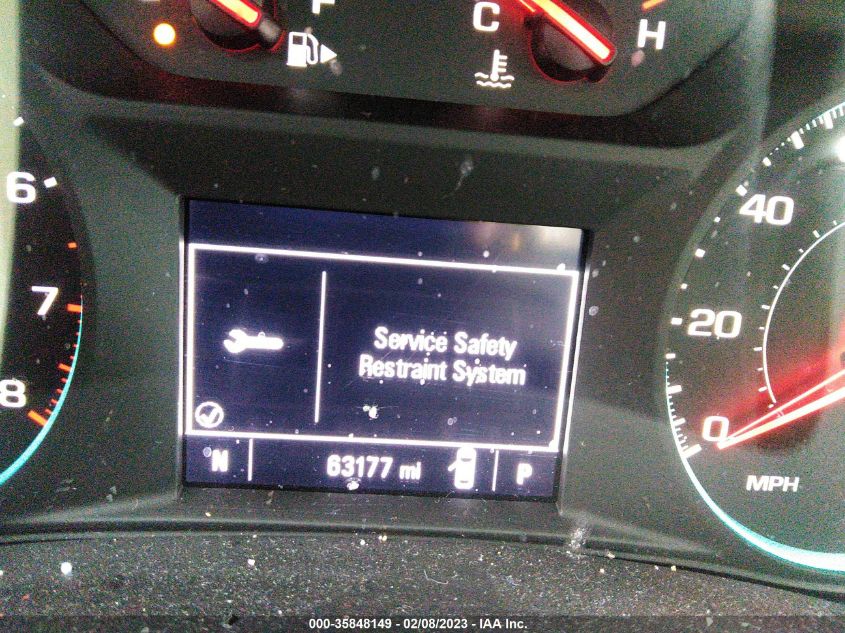 F
C
H
6
7
8
40
20
0
MPH
Service Safety
Restraint System
N
63177 mi
P
000-35848149 — 02/08/2023 — IAA Inc.